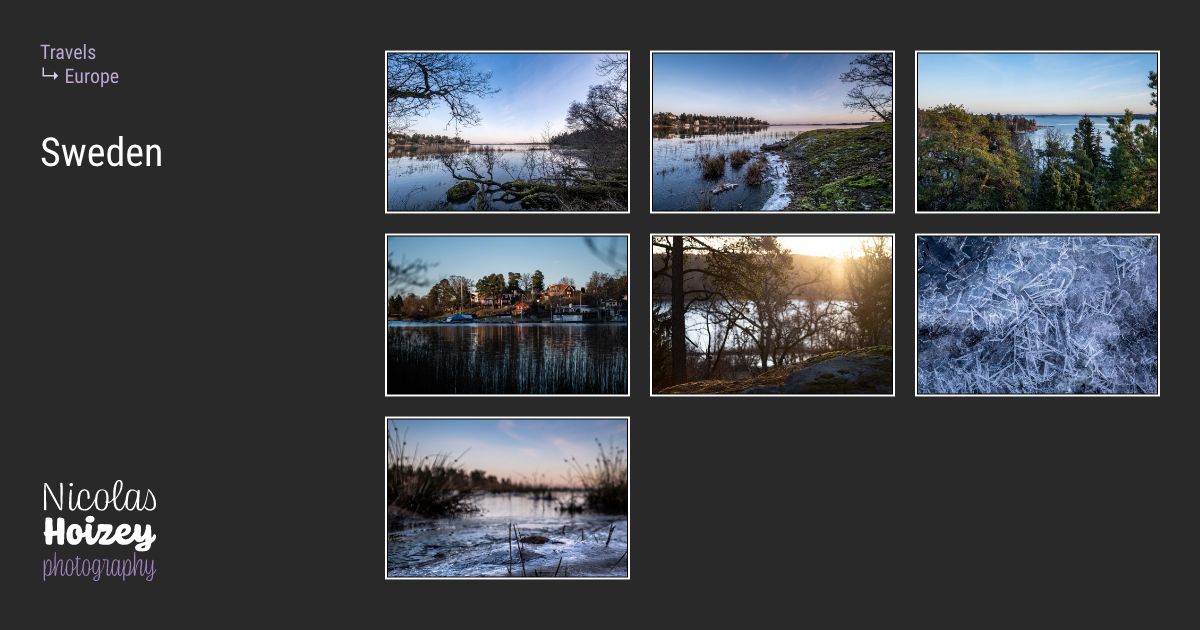 Travels
↳ Europe
Sweden
Nicolas
Hoizey
photography